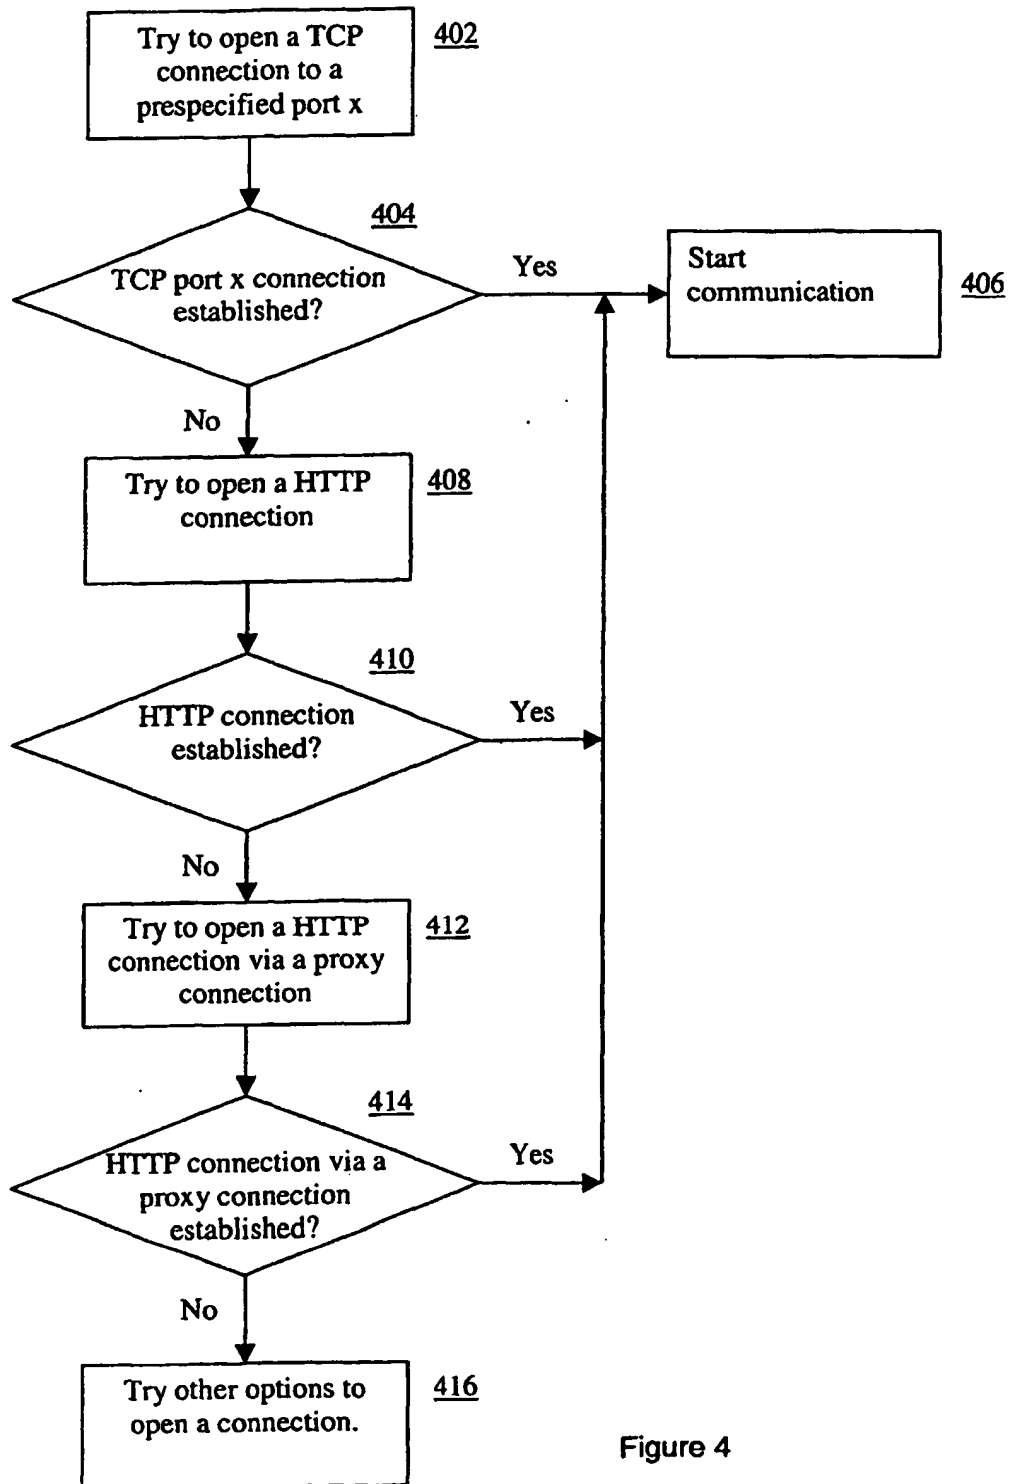 Try to open a TCP
connection to a
prespecified port x
402
404
TCP port x connection
established?
Yes
Start
communication
406
No
Try to open a HTTP
connection
408
410
HTTP connection
established?
Yes
No
Try to open a HTTP
connection via a proxy
connection
412
414
HTTP connection via a
proxy connection
established?
Yes
No
Try other options to
open a connection.
416
Figure 4